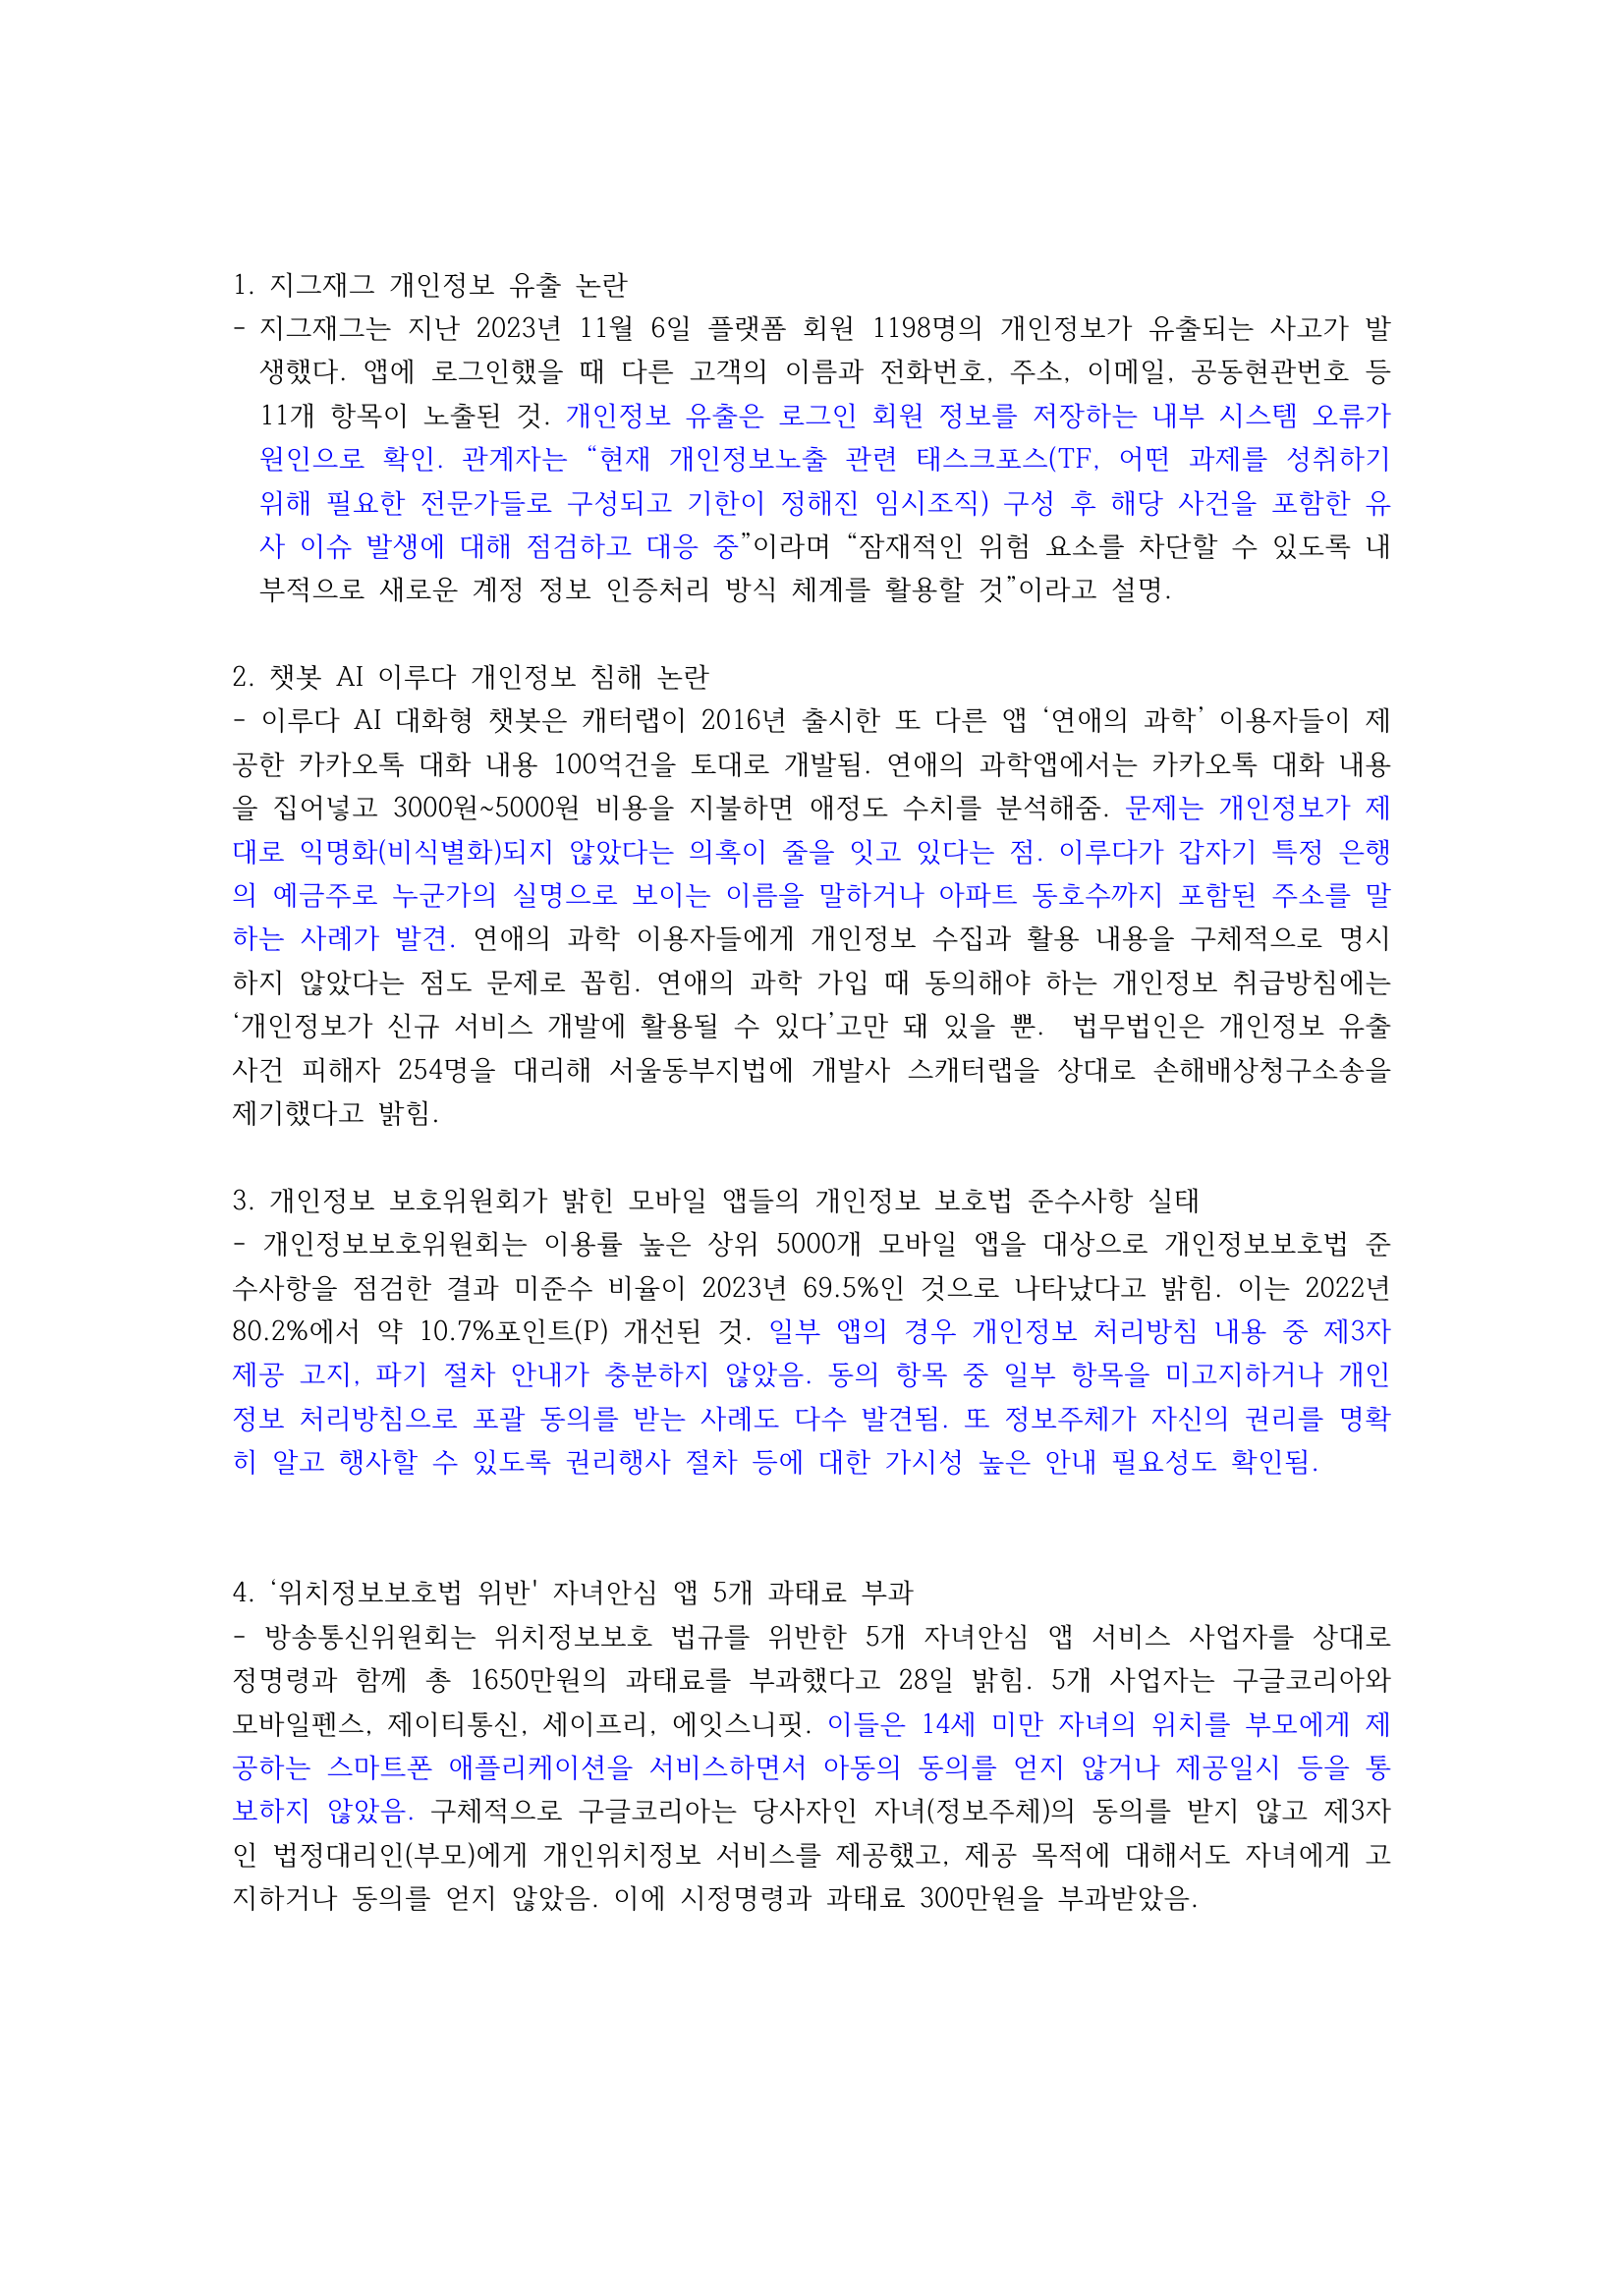 1. 지그재그 개인정보 유출 논란
- 지그재그는 지난 2023년 11월 6일 플랫폼 회원 1198명의 개인정보가 유출되는 사고가 발
생했다. 앱에 로그인했을 때 다른 고객의 이름과 전화번호, 주소, 이메일, 공동현관번호 등
11개 항목이 노출된 것. 개인정보 유출은 로그인 회원 정보를 저장하는 내부 시스템 오류가
원인으로 확인. 관계자는 “현재 개인정보노출 관련 태스크포스(TF, 어떤 과제를 성취하기
위해 필요한 전문가들로 구성되고 기한이 정해진 임시조직) 구성 후 해당 사건을 포함한 유
사 이슈 발생에 대해 점검하고 대응 중”이라며 “잠재적인 위험 요소를 차단할 수 있도록 내
부적으로 새로운 계정 정보 인증처리 방식 체계를 활용할 것”이라고 설명.
2. 챗봇 AI 이루다 개인정보 침해 논란
- 이루다 AI 대화형 챗봇은 캐터랩이 2016년 출시한 또 다른 앱 ‘연애의 과학’ 이용자들이 제
공한 카카오톡 대화 내용 100억건을 토대로 개발됨. 연애의 과학앱에서는 카카오톡 대화 내용
을 집어넣고 3000원~5000원 비용을 지불하면 애정도 수치를 분석해줌. 문제는 개인정보가 제
대로 익명화(비식별화)되지 않았다는 의혹이 줄을 잇고 있다는 점. 이루다가 갑자기 특정 은행
의 예금주로 누군가의 실명으로 보이는 이름을 말하거나 아파트 동호수까지 포함된 주소를 말
하는 사례가 발견. 연애의 과학 이용자들에게 개인정보 수집과 활용 내용을 구체적으로 명시
하지 않았다는 점도 문제로 꼽힘. 연애의 과학 가입 때 동의해야 하는 개인정보 취급방침에는
‘개인정보가 신규 서비스 개발에 활용될 수 있다’고만 돼 있을 뿐. 법무법인은 개인정보 유출
사건 피해자 254명을 대리해 서울동부지법에 개발사 스캐터랩을 상대로 손해배상청구소송을
제기했다고 밝힘.
3. 개인정보 보호위원회가 밝힌 모바일 앱들의 개인정보 보호법 준수사항 실태
- 개인정보보호위원회는 이용률 높은 상위 5000개 모바일 앱을 대상으로 개인정보보호법 준
수사항을 점검한 결과 미준수 비율이 2023년 69.5%인 것으로 나타났다고 밝힘. 이는 2022년
80.2%에서 약 10.7%포인트(P) 개선된 것. 일부 앱의 경우 개인정보 처리방침 내용 중 제3자
제공 고지, 파기 절차 안내가 충분하지 않았음. 동의 항목 중 일부 항목을 미고지하거나 개인
정보 처리방침으로 포괄 동의를 받는 사례도 다수 발견됨. 또 정보주체가 자신의 권리를 명확
히 알고 행사할 수 있도록 권리행사 절차 등에 대한 가시성 높은 안내 필요성도 확인됨.
4. ‘위치정보보호법 위반' 자녀안심 앱 5개 과태료 부과
- 방송통신위원회는 위치정보보호 법규를 위반한 5개 자녀안심 앱 서비스 사업자를 상대로
정명령과 함께 총 1650만원의 과태료를 부과했다고 28일 밝힘. 5개 사업자는 구글코리아와
모바일펜스, 제이티통신, 세이프리, 에잇스니핏. 이들은 14세 미만 자녀의 위치를 부모에게 제
공하는 스마트폰 애플리케이션을 서비스하면서 아동의 동의를 얻지 않거나 제공일시 등을 통
보하지 않았음. 구체적으로 구글코리아는 당사자인 자녀(정보주체)의 동의를 받지 않고 제3자
인 법정대리인(부모)에게 개인위치정보 서비스를 제공했고, 제공 목적에 대해서도 자녀에게 고
지하거나 동의를 얻지 않았음. 이에 시정명령과 과태료 300만원을 부과받았음.